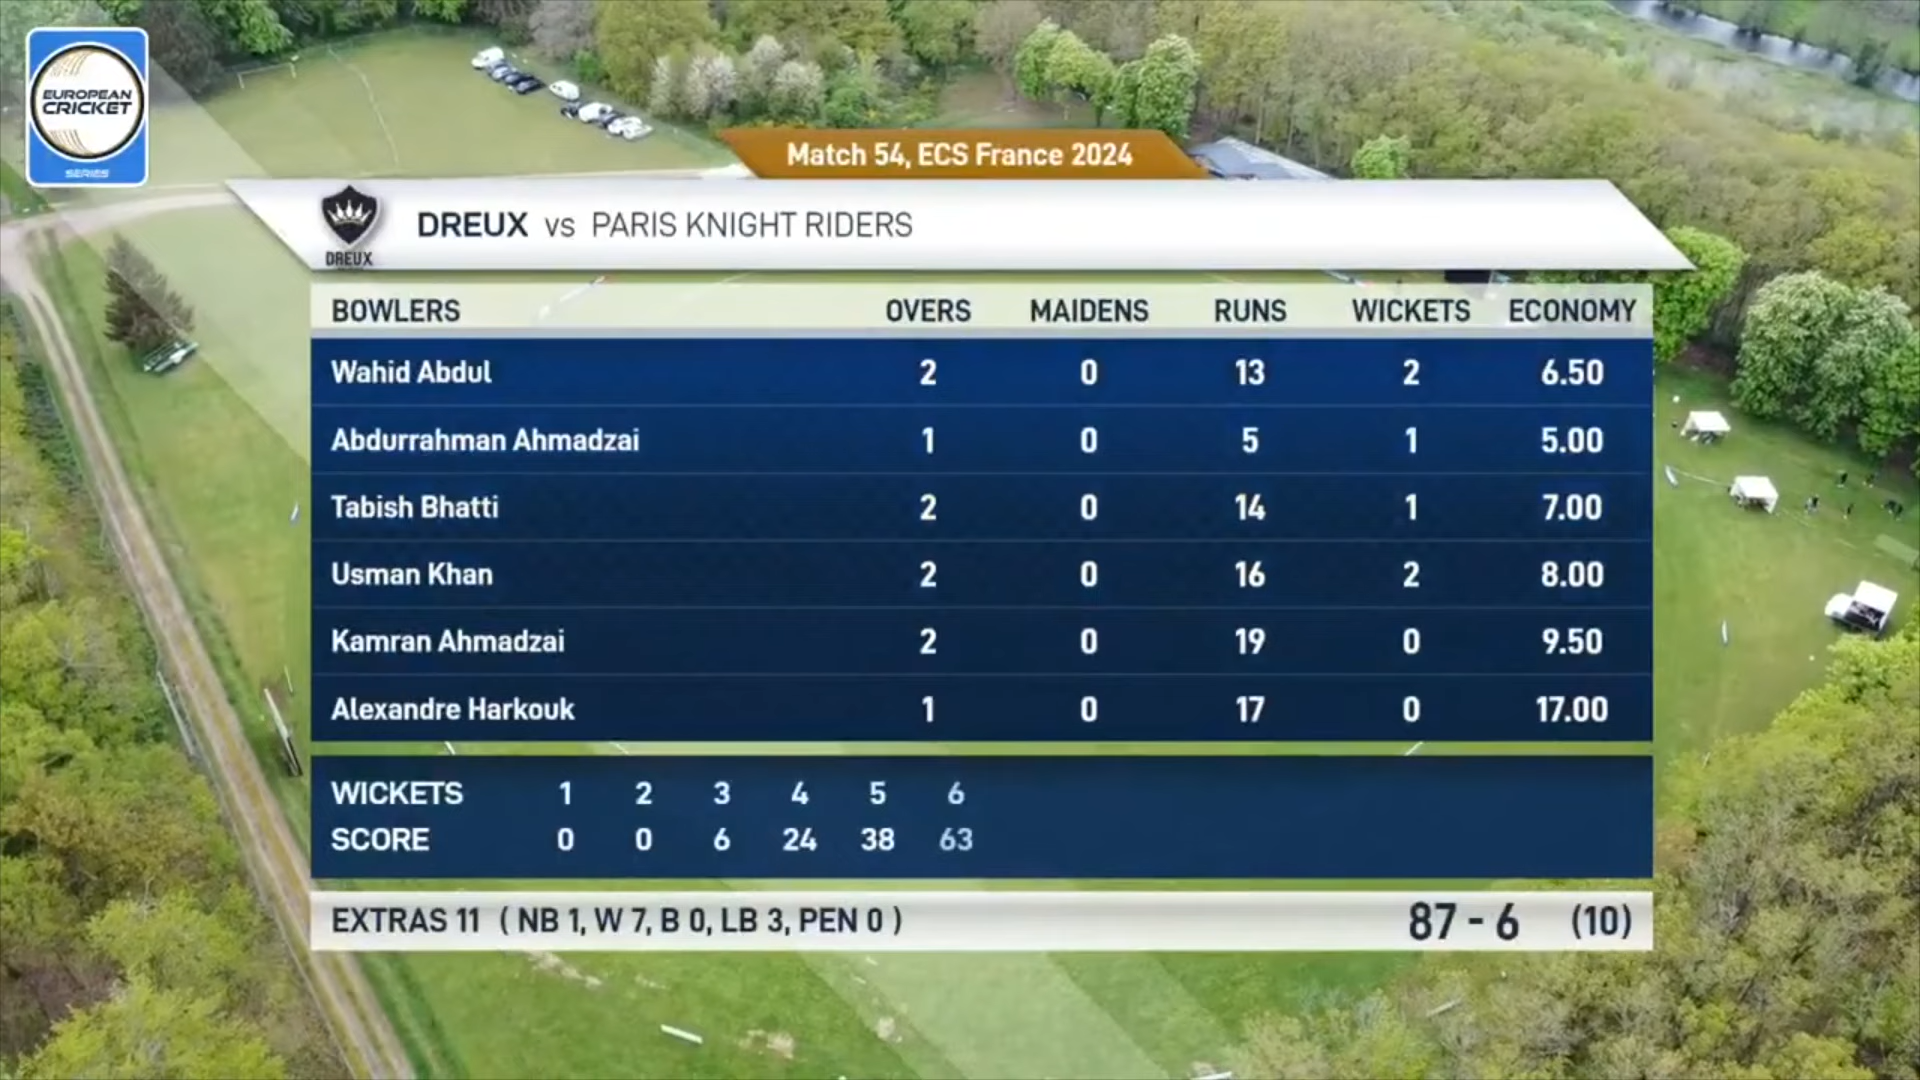 EUROPEAN
CRICKET
SERIES
Match 54, ECS France 2024
DREUX vs PARIS KNIGHT RIDERS
DREUX
BOWLERS OVERS MAIDENS RUNS WICKETS ECONOMY
Wahid Abdul 2 0 13 2 6.50
Abdurrahman Ahmadzai 1 0 5 1 5.00
Tabish Bhatti 2 0 14 1 7.00
Usman Khan 2 0 16 2 8.00
Kamran Ahmadzai 2 0 19 0 9.50
Alexandre Harkouk 1 0 17 0 17.00
WICKETS 1 2 3 4 5 6
SCORE 0 0 6 24 38 63
EXTRAS 11 ( NB 1, W 7, B 0, LB 3, PEN 0 ) 87 - 6 (10)